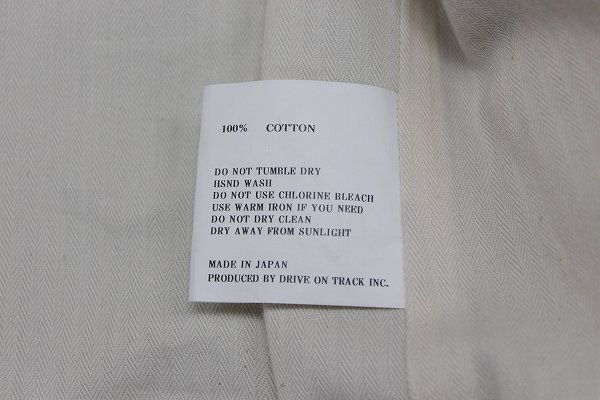 100% COTTON
DO NOT TUMBLE DRY
HSND WASH
DO NOT USE CHLORINE BLEACH
USE WARM IRON IF YOU NEED
DO NOT DRY CLEAN
DRY AWAY FROM SUNLIGHT
MADE IN JAPAN
PRODUCED BY DRIVE ON TRACK INC.